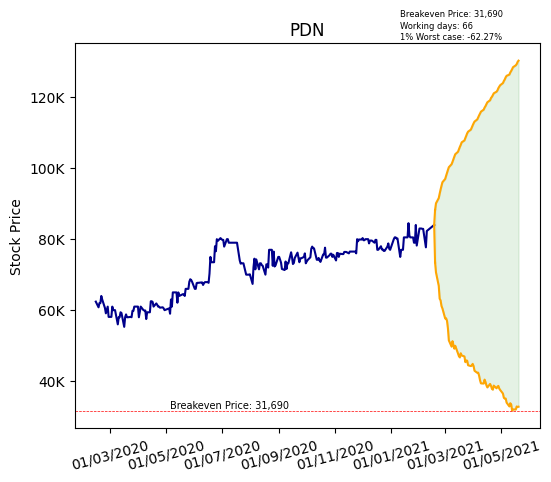 Breakeven Price: 31,690
Working days: 66
1% Worst case: -62.27%
PDN
Stock Price
120K
100K
80K
60K
40K
Breakeven Price: 31,690
01/03/2020
01/05/2020
01/07/2020
01/09/2020
01/11/2020
01/01/2021
01/03/2021
01/05/2021